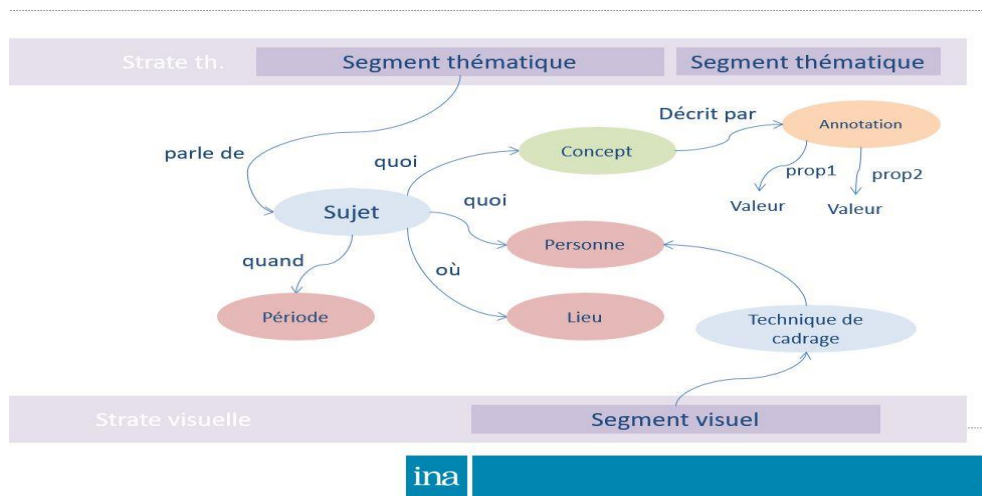 Strate th.
Segment thématique
Segment thématique
Décrit par
Annotation
parle de
quoi
Concept
prop1
prop2
Valeur
Valeur
quoi
Sujet
Personne
quand
où
Période
Lieu
Technique de
cadrage
Strate visuelle
Segment visuel
ina